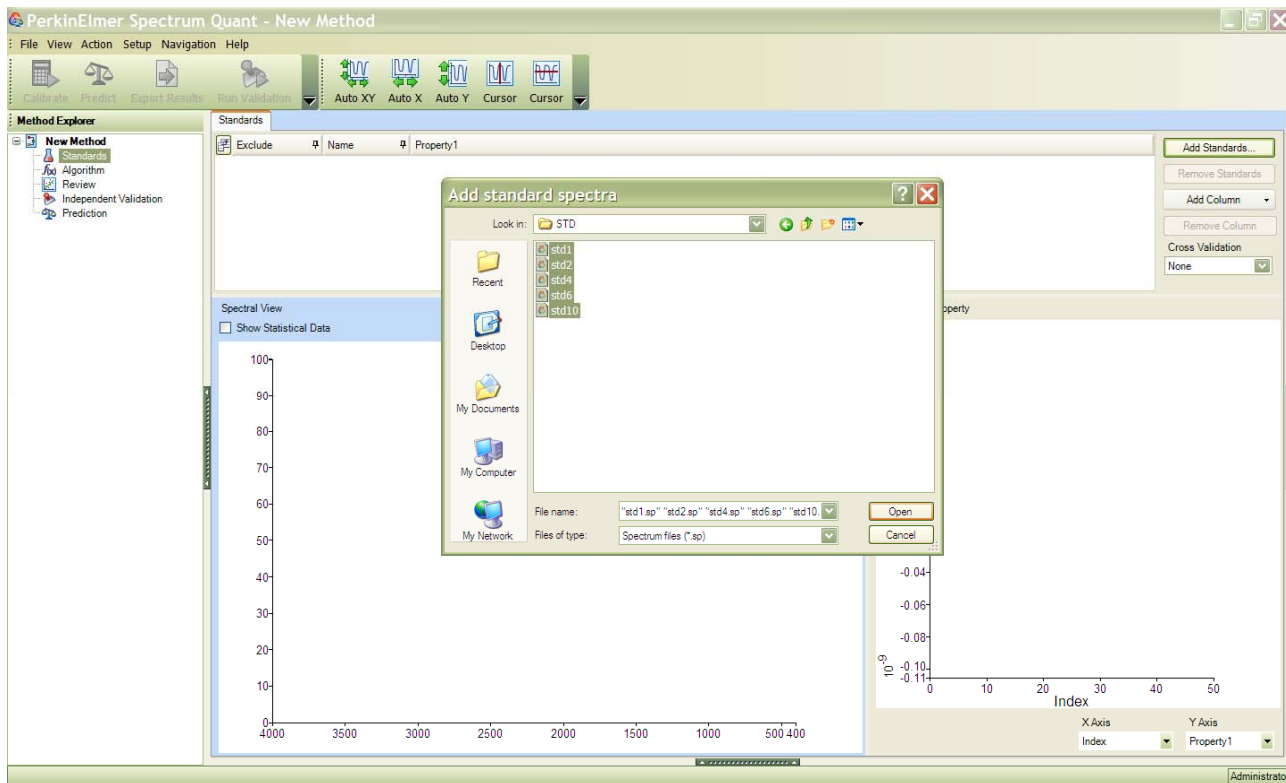 PerkinElmer Spectrum Quant - New Method
File View Action Setup Navigation Help
Calibrate Predict Export Results Run Validation Auto XY Auto X Auto Y Cursor Cursor
Method Explorer
New Method
Standards
Algorithm
Review
Independent Validation
Prediction
Standards
Exclude Name Property1
Add Standards...
Remove Standards
Add Column
Remove Column
Cross Validation
None
Add standard spectra
Look in: STD
Recent
Desktop
My Documents
My Computer
My Network
std1
std2
std4
std6
std10
File name: "std1.sp" "std2.sp" "std4.sp" "std6.sp" "std10. Open
Files of type: Spectrum files (*.sp) Cancel
Spectral View
Show Statistical Data
100
90
80
70
60
50
40
30
20
10
0
4000 3500 3000 2500 2000 1500 1000 500 400
operty
-0.04
-0.06
-0.08
-0.10
-0.11
10-9
0 10 20 30 40 50
Index
X Axis Y Axis
Index Property1
Administrato